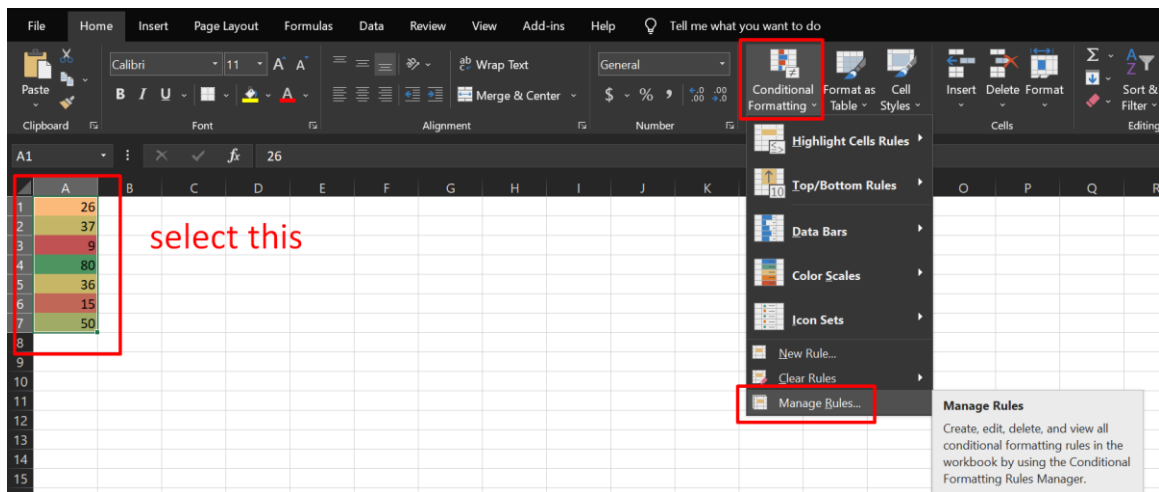 File Home Insert Page Layout Formulas Data Review View Add-ins Help Tell me what you want to do
Calibri 11 A A ab Wrap Text General
Paste B I U A Merge & Center $ % 9 .00 .00 .0 Conditional Formatting Format as Table Cell Styles Insert Delete Format Σ A Z Sort & Filter
Clipboard Font Alignment Number Cells Editing
A1 fx 26
A B C D E F G H I J K O P Q R
1 26
2 37
3 9
4 80
5 36
6 15
7 50
8
9
10
11
12
13
14
15
select this
Highlight Cells Rules
Top/Bottom Rules
Data Bars
Color Scales
Icon Sets
New Rule...
Clear Rules
Manage Rules...
Manage Rules
Create, edit, delete, and view all
conditional formatting rules in the
workbook by using the Conditional
Formatting Rules Manager.